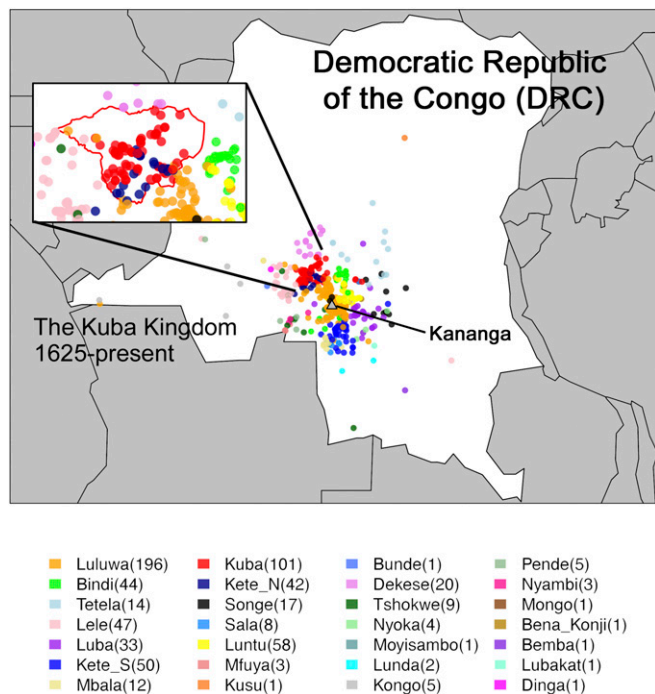 Democratic Republic
of the Congo (DRC)
The Kuba Kingdom
1625-present
Kananga
Luluwa(196) Kuba(101) Bunde(1) Pende(5)
Bindi(44) Kete_N(42) Dekese(20) Nyambi(3)
Tetela(14) Songe(17) Tshokwe(9) Mongo(1)
Lele(47) Sala(8) Nyoka(4) Bena_Konji(1)
Luba(33) Luntu(58) Moyisambo(1) Bemba(1)
Kete_S(50) Mfuya(3) Lunda(2) Lubakat(1)
Mbala(12) Kusu(1) Kongo(5) Dinga(1)